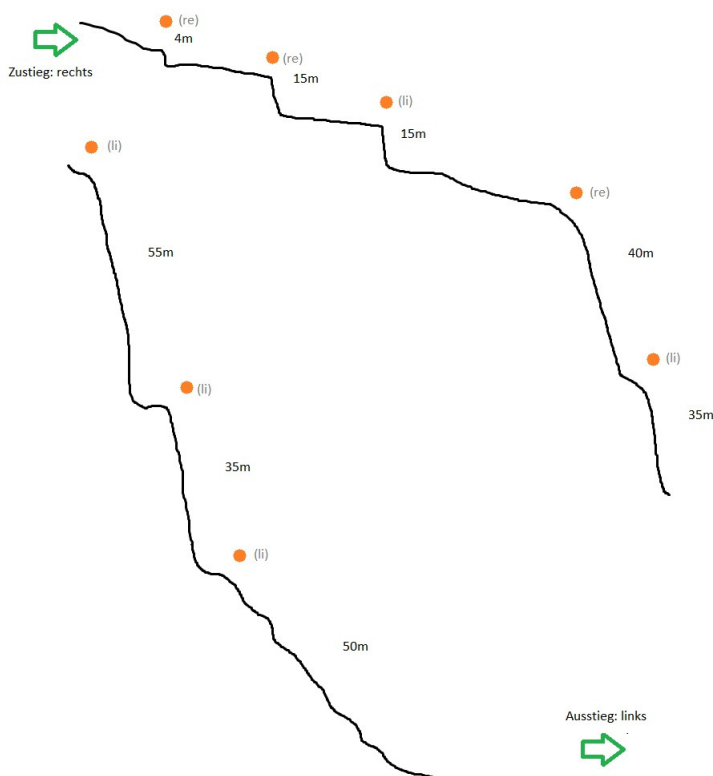 (re)
4m
Zustieg: rechts
(re)
15m
(li)
15m
(re)
40m
(li)
35m
(li)
55m
(li)
35m
(li)
50m
Ausstieg: links